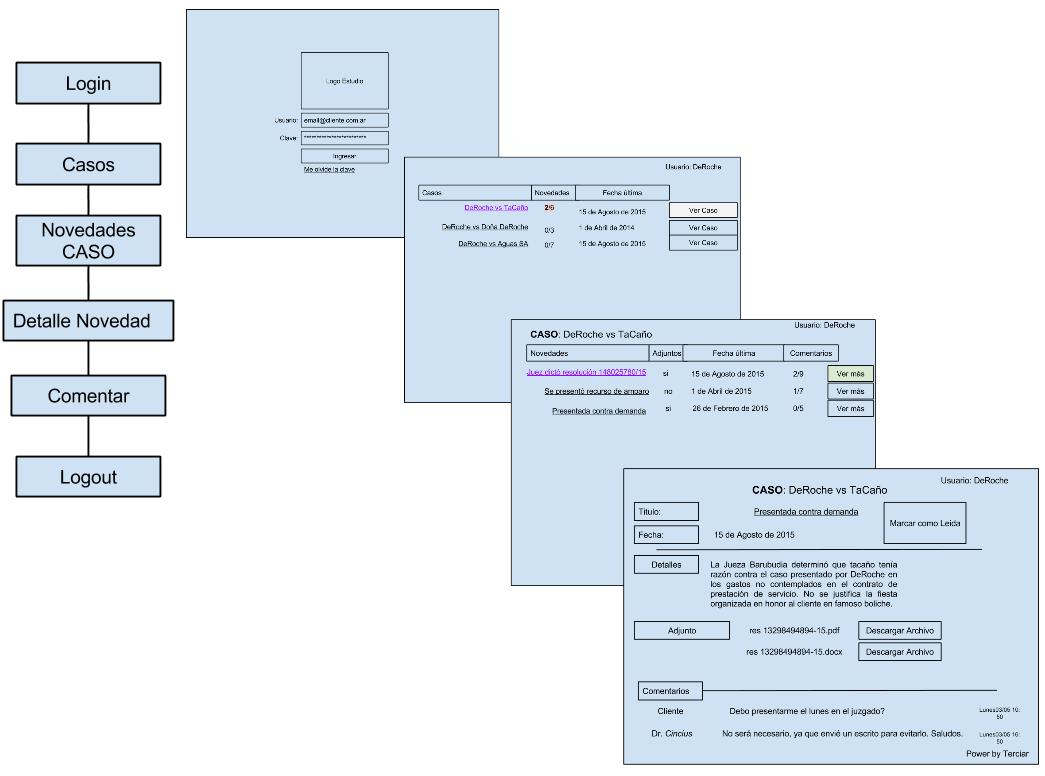 Login
Casos
Novedades
CASO
Detalle Novedad
Comentar
Logout
Logo Estudio
Usuario: email@cliente.com.ar
Clave: ************************
Ingresar
Me olvide la clave
Usuario: DeRoche
Casos Novedades Fecha última
DeRoche vs TaCaño 2/6 15 de Agosto de 2015 Ver Caso
DeRoche vs Doña DeRoche 0/3 1 de Abril de 2014 Ver Caso
DeRoche vs Aguas SA 0/7 15 de Agosto de 2015 Ver Caso
Usuario: DeRoche
CASO: DeRoche vs TaCaño
Novedades Adjuntos Fecha última Comentarios
Juez dictó resolución 148025780/15 si 15 de Agosto de 2015 2/9 Ver más
Se presentó recurso de amparo no 1 de Abril de 2015 1/7 Ver más
Presentada contra demanda si 26 de Febrero de 2015 0/5 Ver más
Usuario: DeRoche
CASO: DeRoche vs TaCaño
Titulo: Presentada contra demanda
Marcar como Leida
Fecha: 15 de Agosto de 2015
Detalles
La Jueza Barubudia determinó que tacaño tenía
razón contra el caso presentado por DeRoche en
los gastos no contemplados en el contrato de
prestación de servicio. No se justifica la fiesta
organizada en honor al cliente en famoso boliche.
Adjunto res 13298494894-15.pdf Descargar Archivo
res 13298494894-15.docx Descargar Archivo
Comentarios
Cliente Debo presentarme el lunes en el juzgado? Lunes03/05 10:
50
Dr. Cincius No será necesario, ya que envié un escrito para evitarlo. Saludos. Lunes03/05 16:
50
Power by Terciar